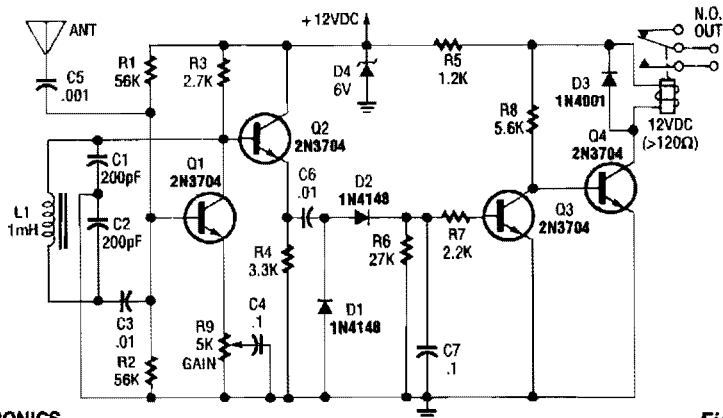 ANT
+12VDC
N.O.
OUT
C5
.001
R1
56K
R3
2.7K
D4
6V
R5
1.2K
D3
1N4001
R8
5.6K
12VDC
(>120Ω)
Q2
2N3704
Q4
2N3704
C1
200pF
Q1
2N3704
C6
.01
D2
1N4148
L1
1mH
C2
200pF
R4
3.3K
R6
27K
R7
2.2K
Q3
2N3704
C3
.01
R9
5K
GAIN
C4
.1
D1
1N4148
C7
.1
R2
56K